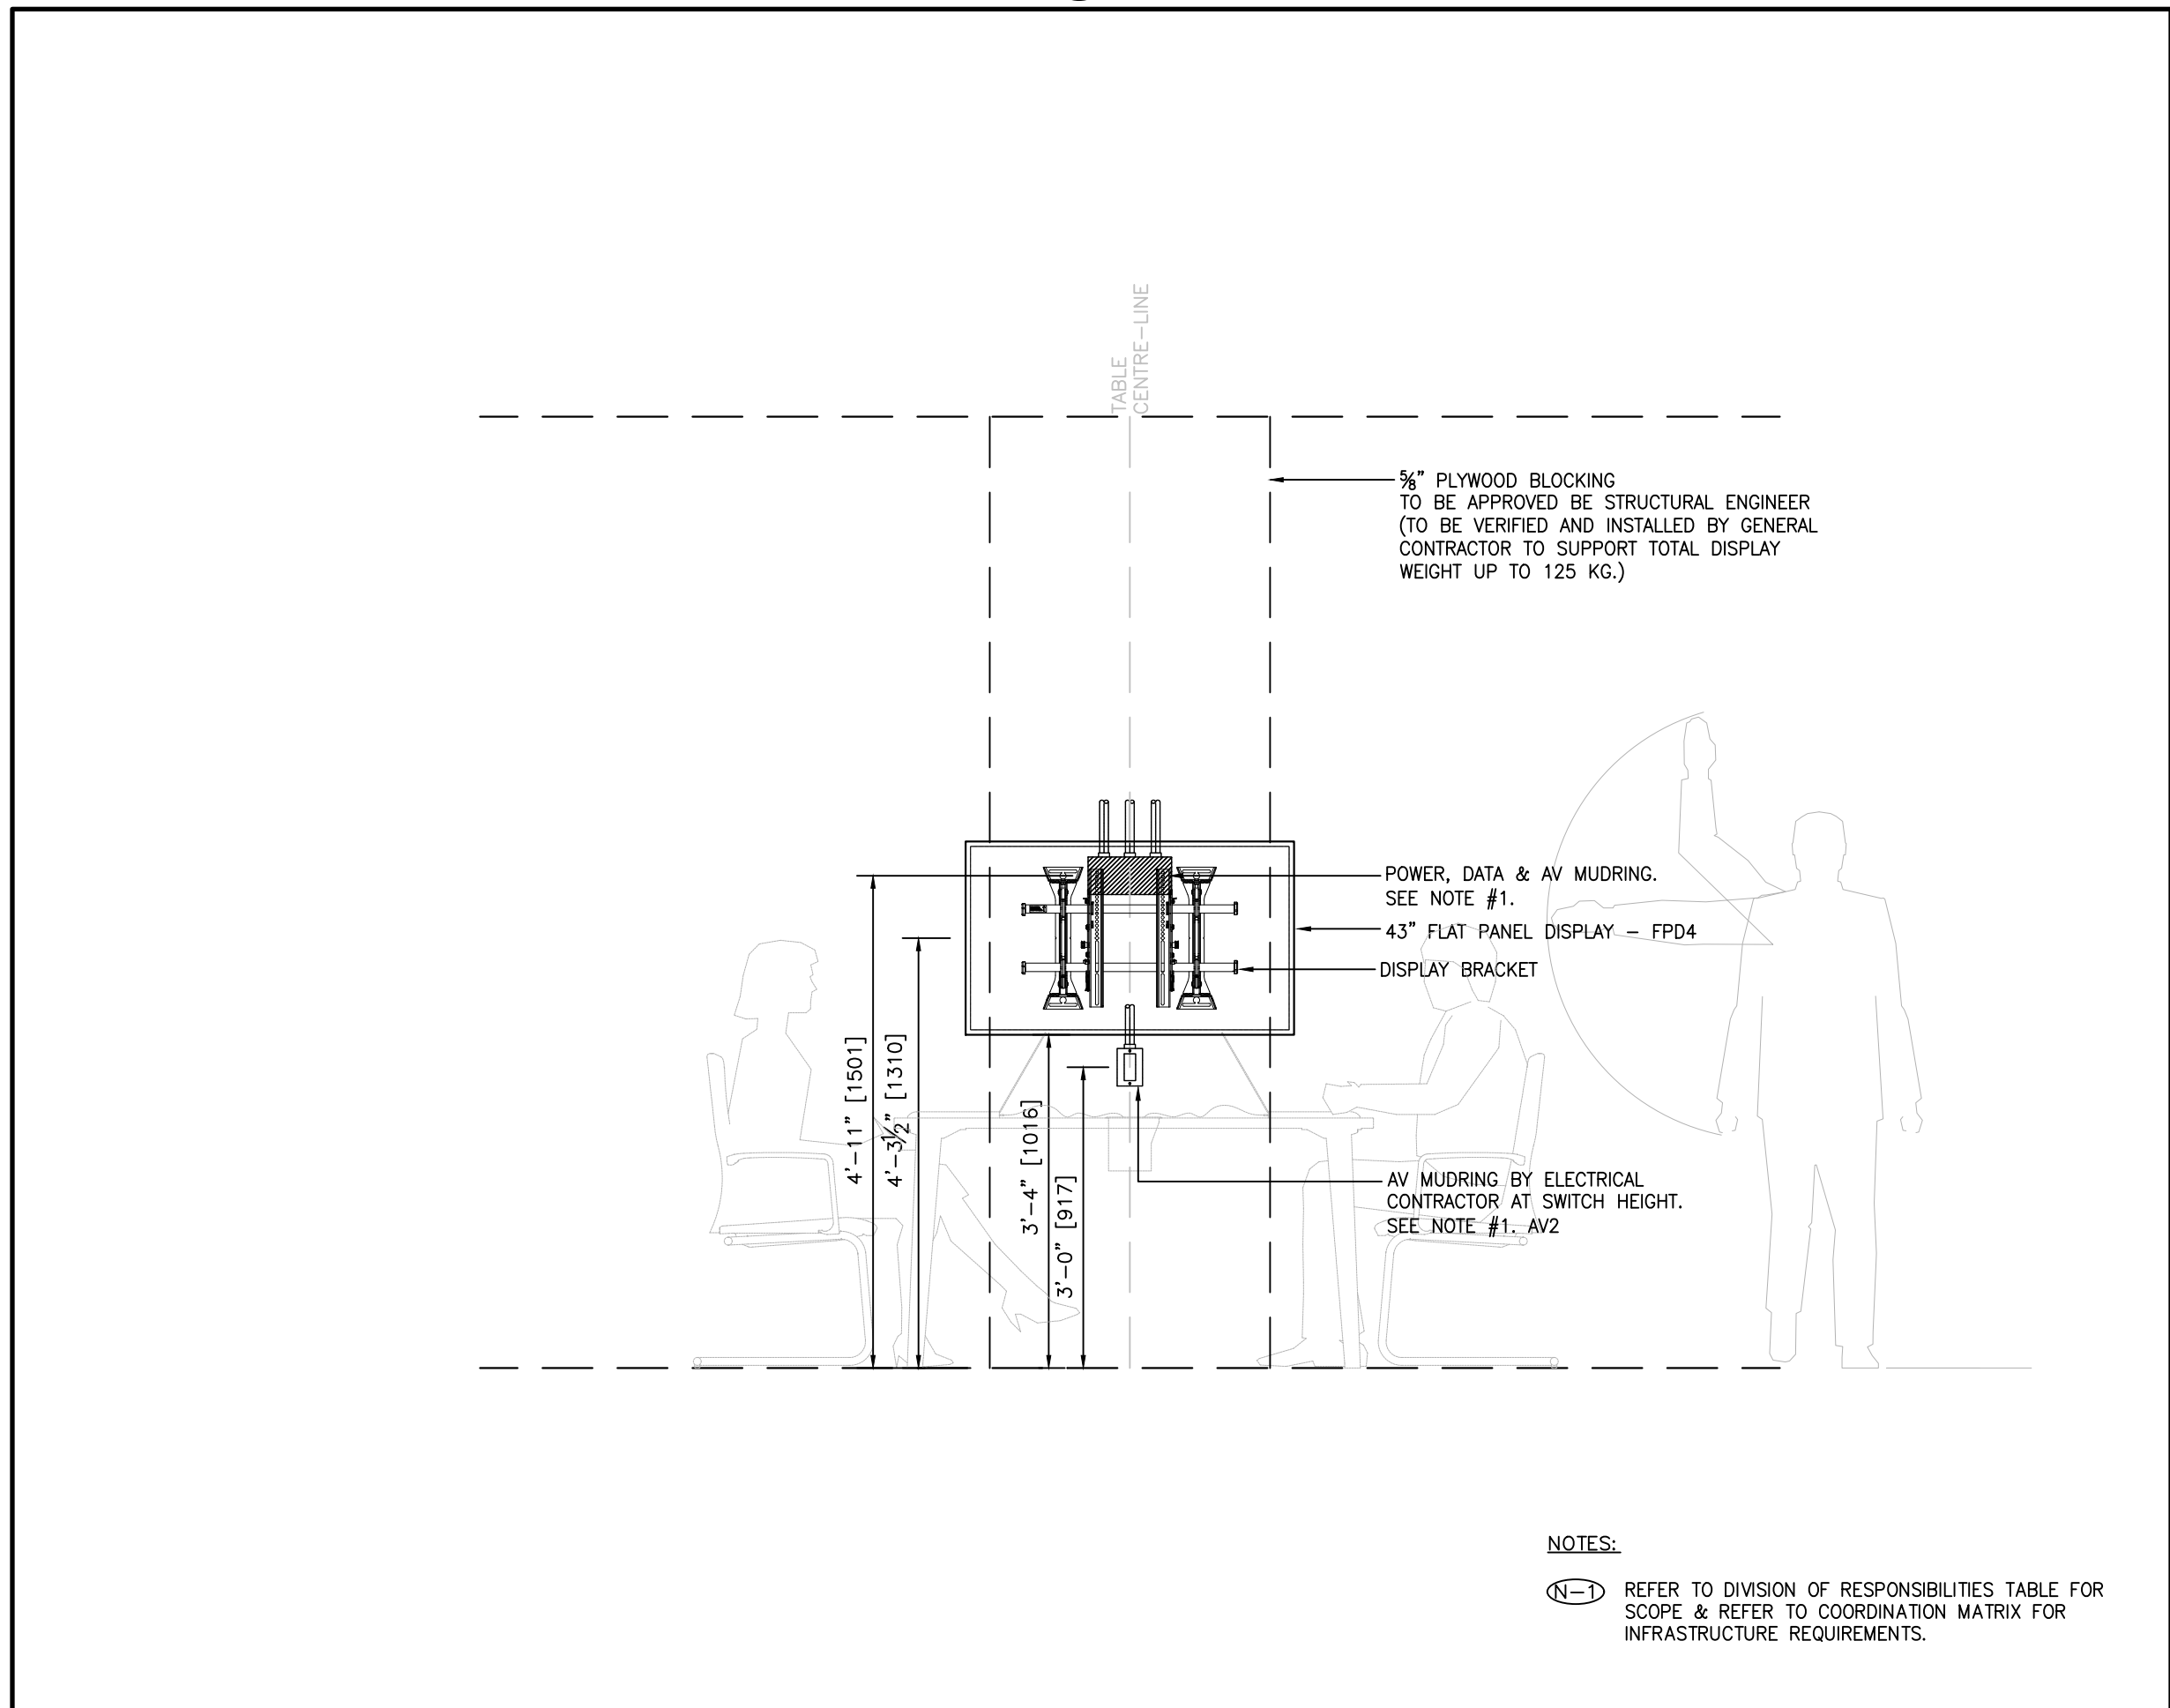 TABLE
CENTRE-LINE
⅝" PLYWOOD BLOCKING
TO BE APPROVED BE STRUCTURAL ENGINEER
(TO BE VERIFIED AND INSTALLED BY GENERAL
CONTRACTOR TO SUPPORT TOTAL DISPLAY
WEIGHT UP TO 125 KG.)
POWER, DATA & AV MUDRING.
SEE NOTE #1.
43" FLAT PANEL DISPLAY - FPD4
DISPLAY BRACKET
4'-11" [1501]
4'-3½" [1310]
3'-4" [1016]
3'-0" [917]
AV MUDRING BY ELECTRICAL
CONTRACTOR AT SWITCH HEIGHT.
SEE NOTE #1. AV2
NOTES:
N-1 REFER TO DIVISION OF RESPONSIBILITIES TABLE FOR
SCOPE & REFER TO COORDINATION MATRIX FOR
INFRASTRUCTURE REQUIREMENTS.